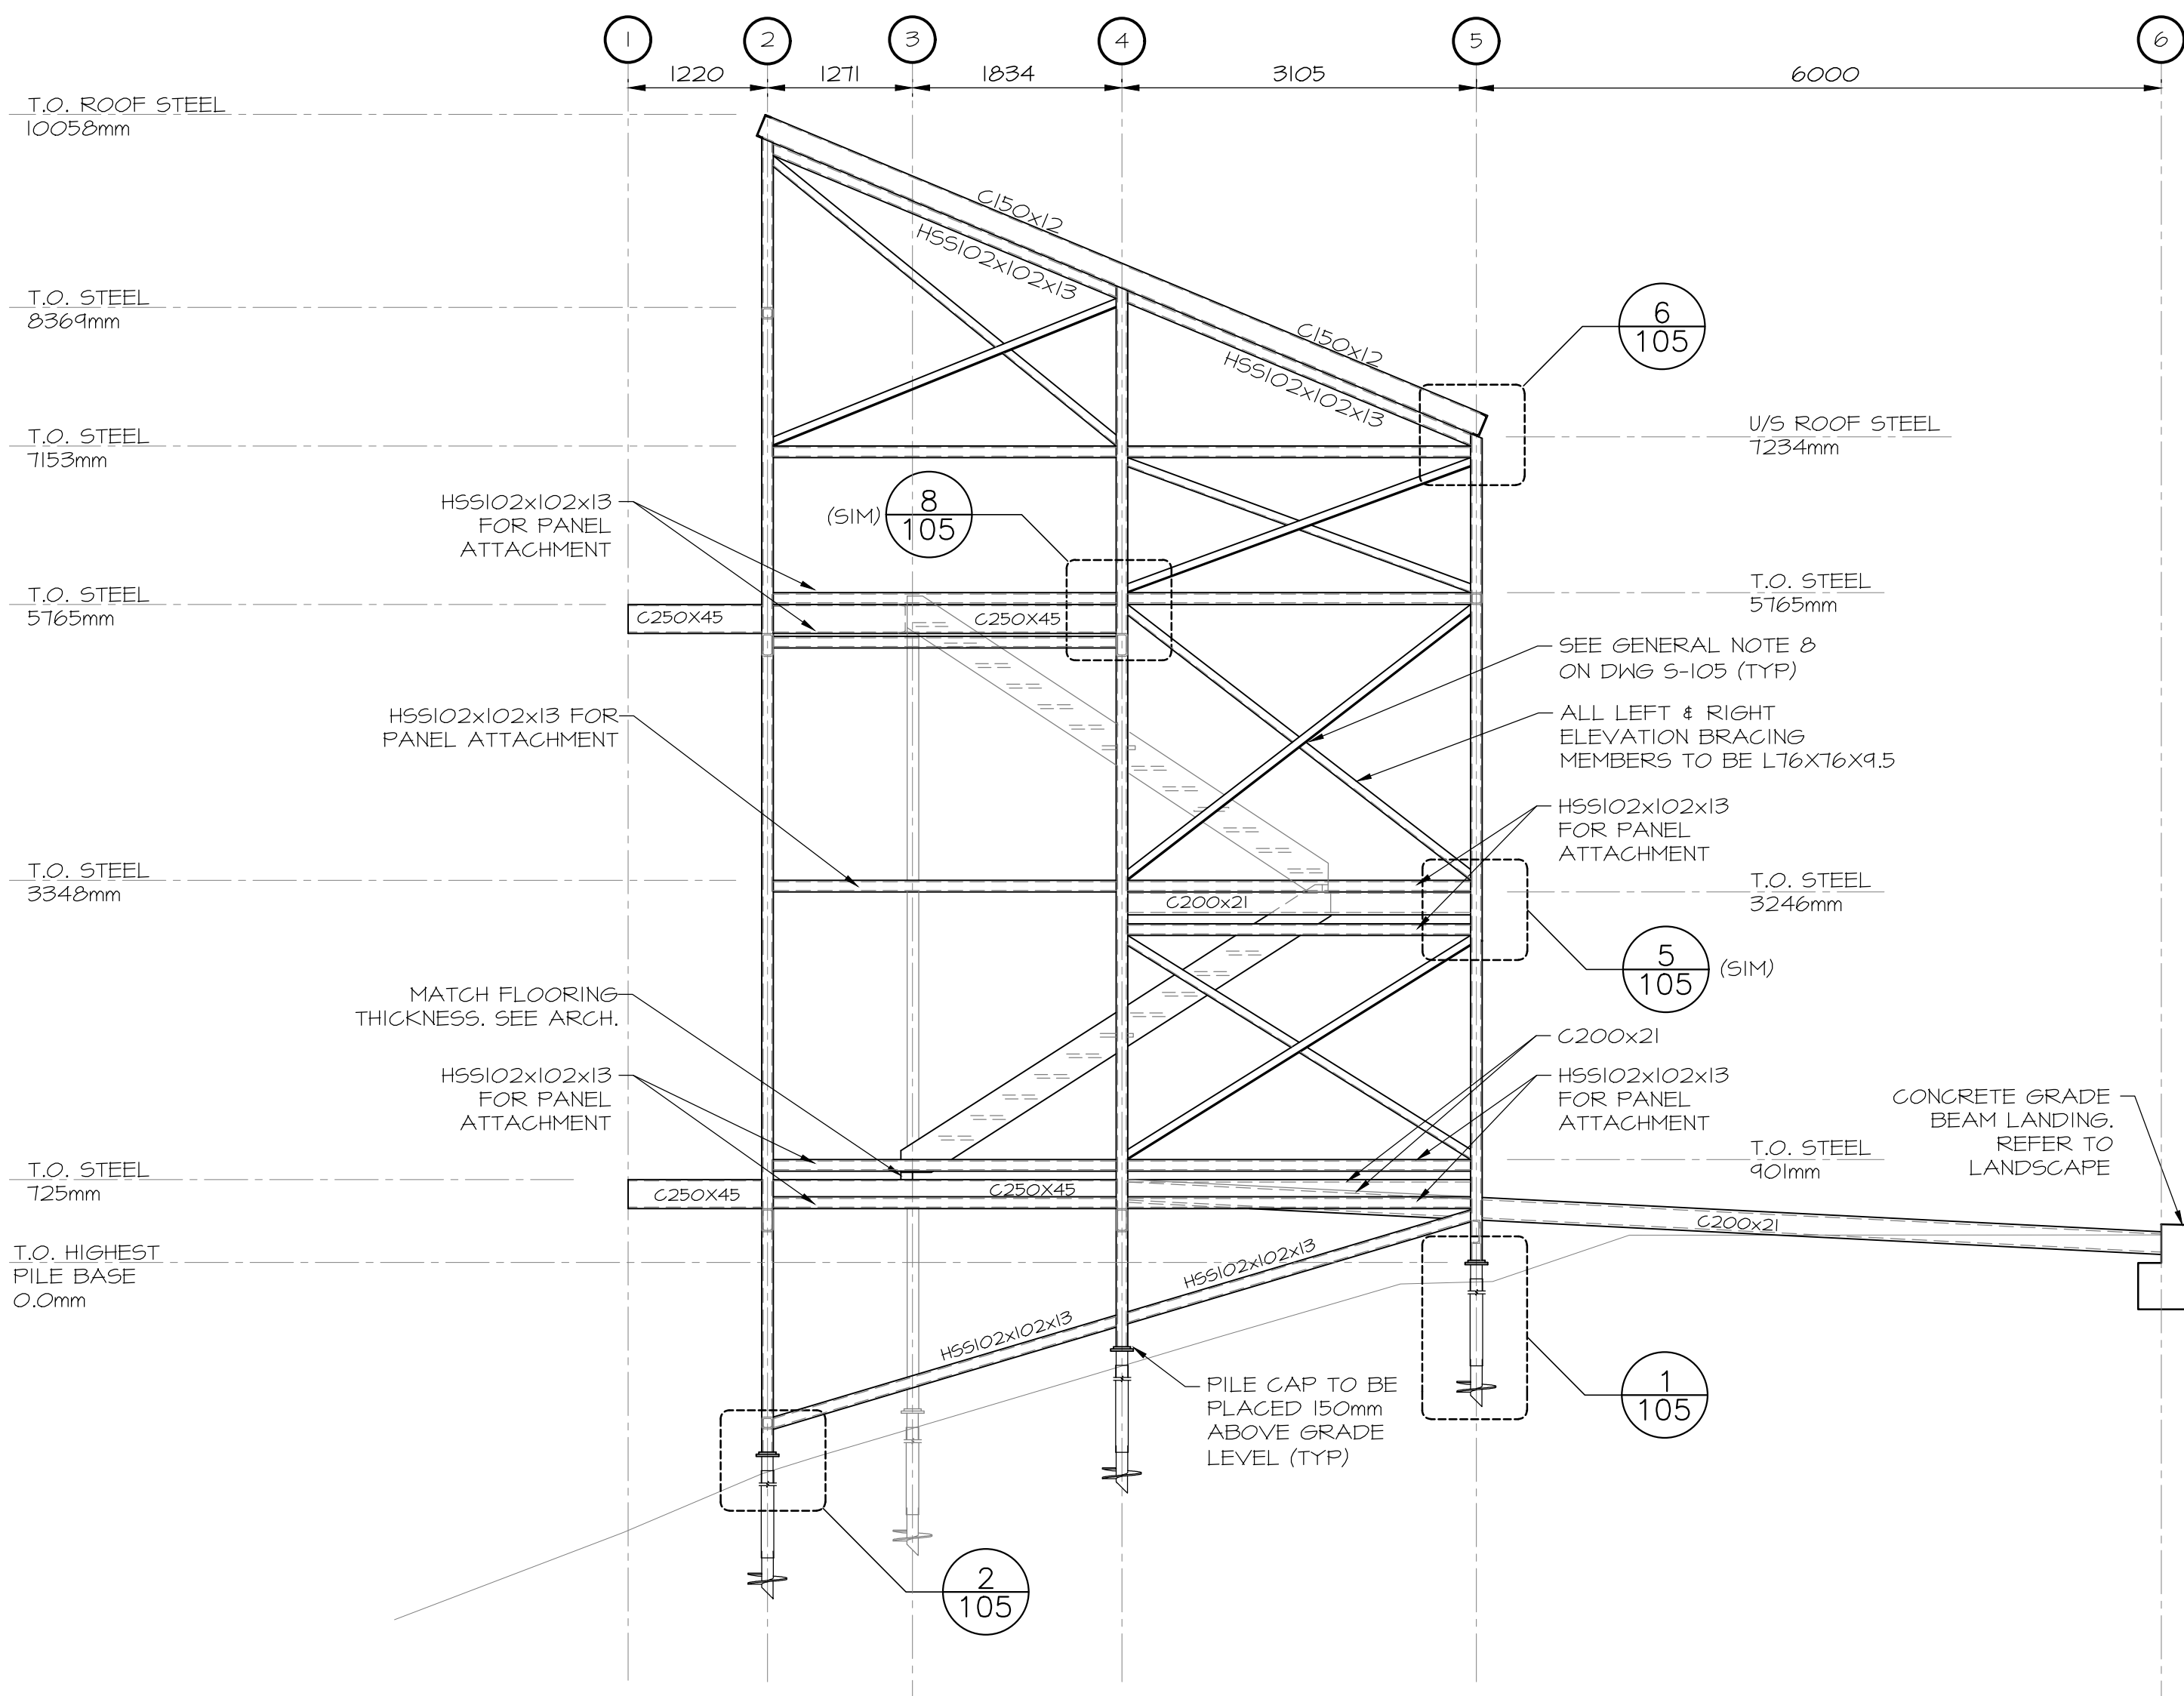 1
2
3
4
5
6
1220
1271
1834
3105
6000
T.O. ROOF STEEL
10058mm
C150x12
HSS102x102x13
T.O. STEEL
8369mm
C150x12
HSS102x102x13
6
105
T.O. STEEL
7153mm
U/S ROOF STEEL
7234mm
HSS102x102x13
FOR PANEL
ATTACHMENT
(SIM)
8
105
T.O. STEEL
5765mm
C250X45
C250X45
T.O. STEEL
5765mm
SEE GENERAL NOTE 8
ON DWG S-105 (TYP)
HSS102x102x13 FOR
PANEL ATTACHMENT
ALL LEFT & RIGHT
ELEVATION BRACING
MEMBERS TO BE L76X76X9.5
HSS102x102x13
FOR PANEL
ATTACHMENT
T.O. STEEL
3348mm
C200x21
T.O. STEEL
3246mm
5
105
(SIM)
MATCH FLOORING
THICKNESS. SEE ARCH.
C200x21
HSS102x102x13
FOR PANEL
ATTACHMENT
HSS102x102x13
FOR PANEL
ATTACHMENT
CONCRETE GRADE
BEAM LANDING.
REFER TO
LANDSCAPE
T.O. STEEL
725mm
T.O. STEEL
901mm
C250X45
C250X45
C200x21
T.O. HIGHEST
PILE BASE
0.0mm
HSS102x102x13
HSS102x102x13
PILE CAP TO BE
PLACED 150mm
ABOVE GRADE
LEVEL (TYP)
1
105
2
105